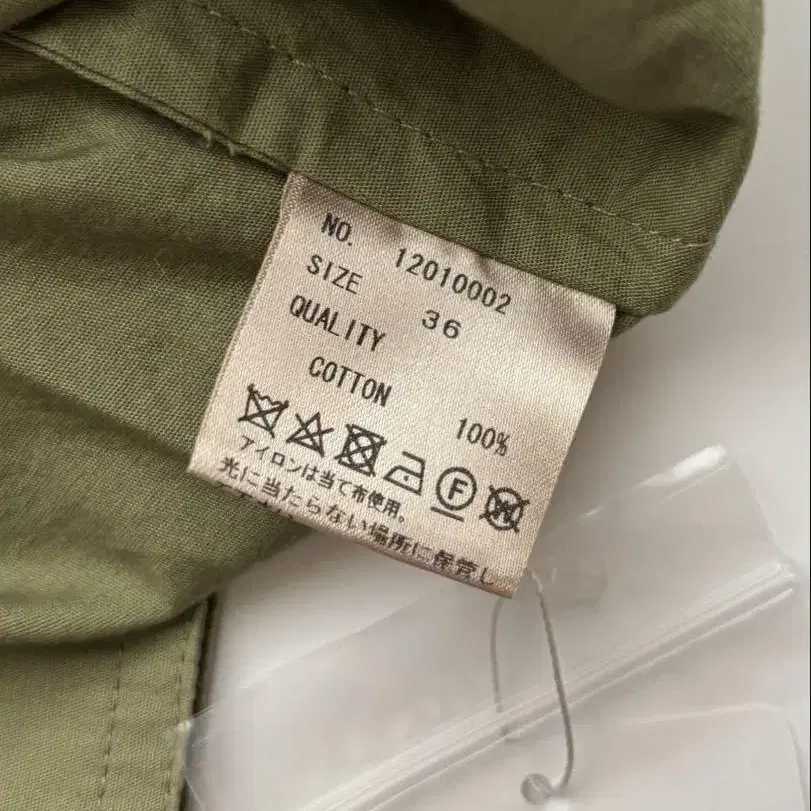 NO. 12010002
SIZE 36
QUALITY
COTTON 100%
F W
アイロンは当て布使用。
光に当たらない場所に保管し